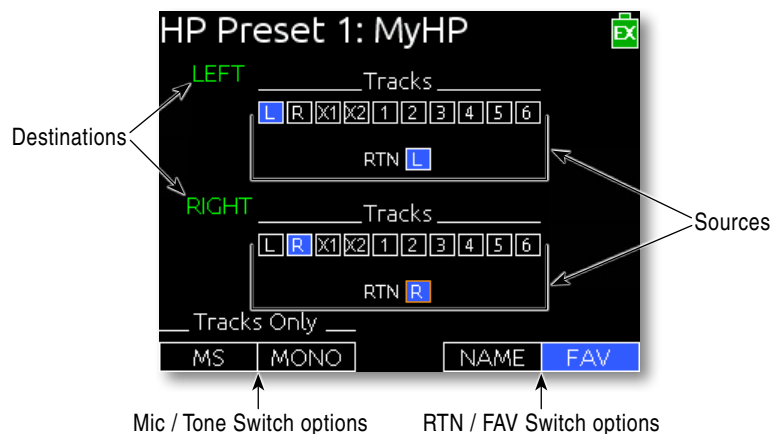 HP Preset 1: MyHP
EX
LEFT
Tracks
L R X1 X2 1 2 3 4 5 6
RTN L
Destinations
RIGHT
Tracks
L R X1 X2 1 2 3 4 5 6
RTN R
Sources
Tracks Only
MS MONO NAME FAV
Mic / Tone Switch options RTN / FAV Switch options